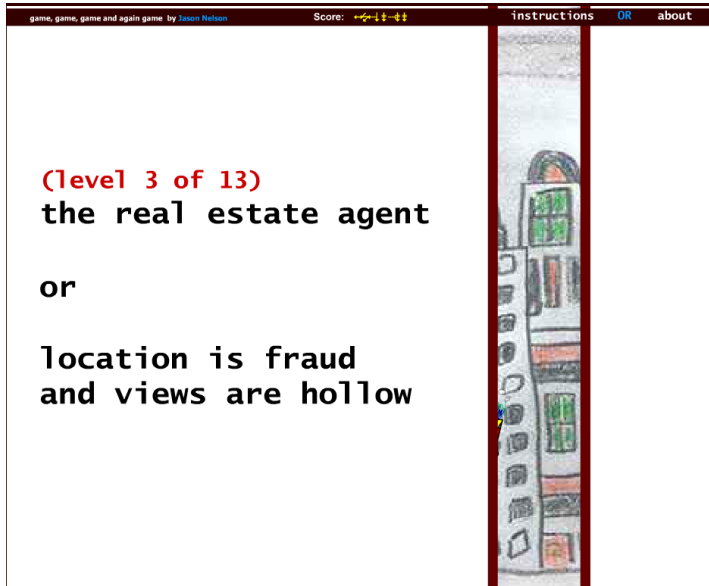 game, game, game and again game by Jason Nelson
Score:
instructions OR about
(level 3 of 13)
the real estate agent
or
location is fraud
and views are hollow